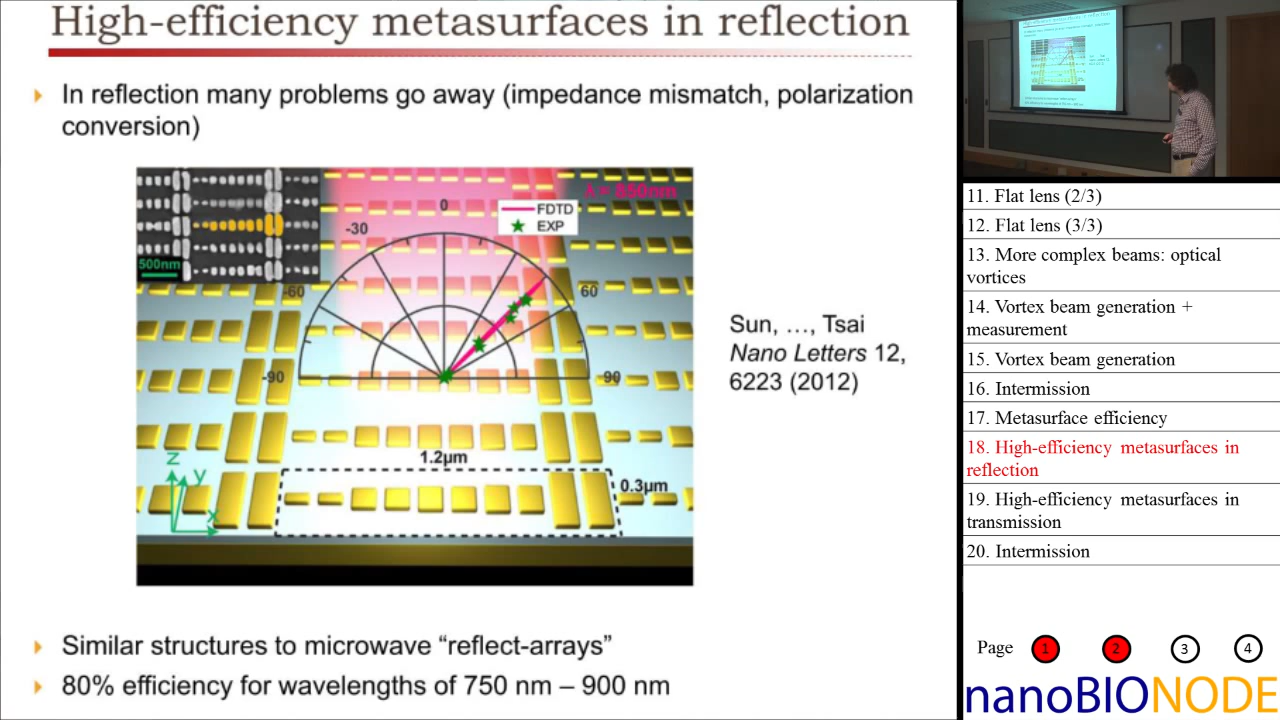 High-efficiency metasurfaces in reflection
In reflection many problems go away (impedance mismatch, polarization
conversion)
λ = 850nm
FDTD
EXP
0
-30
-60
60
-90
90
500nm
1.2μm
0.3μm
z
y
x
Sun, …, Tsai
Nano Letters 12,
6223 (2012)
Similar structures to microwave “reflect-arrays”
80% efficiency for wavelengths of 750 nm – 900 nm
11. Flat lens (2/3)
12. Flat lens (3/3)
13. More complex beams: optical
vortices
14. Vortex beam generation +
measurement
15. Vortex beam generation
16. Intermission
17. Metasurface efficiency
18. High-efficiency metasurfaces in
reflection
19. High-efficiency metasurfaces in
transmission
20. Intermission
Page 1 2 3 4
nanoBIONODE